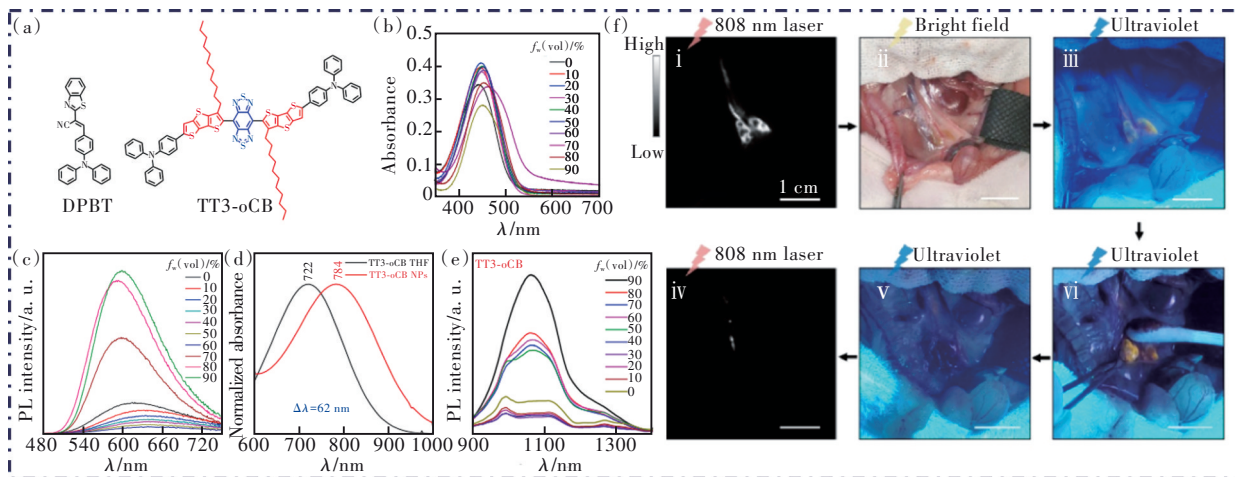 (a)
CN
N
S
N
DPBT
TT3-oCB
(b)
Absorbance
0.4
0.3
0.2
0.1
0
400
500
600
700
λ/nm
fw(vol)/%
0
10
20
30
40
50
60
70
80
90
(c)
PL intensity/a. u.
480
540
600
660
720
λ/nm
fw(vol)/%
0
10
20
30
40
50
60
70
80
90
(d)
Normalized absorbance
722
784
TT3-oCB THF
TT3-oCB NPs
Δλ=62 nm
600
700
800
900
1000
λ/nm
(e)
TT3-oCB
PL intensity/a. u.
900
1100
1300
λ/nm
fw(vol)/%
90
80
70
60
50
40
30
20
10
0
(f)
High
Low
808 nm laser
i
1 cm
Bright field
ii
Ultraviolet
iii
808 nm laser
iv
Ultraviolet
v
Ultraviolet
vi